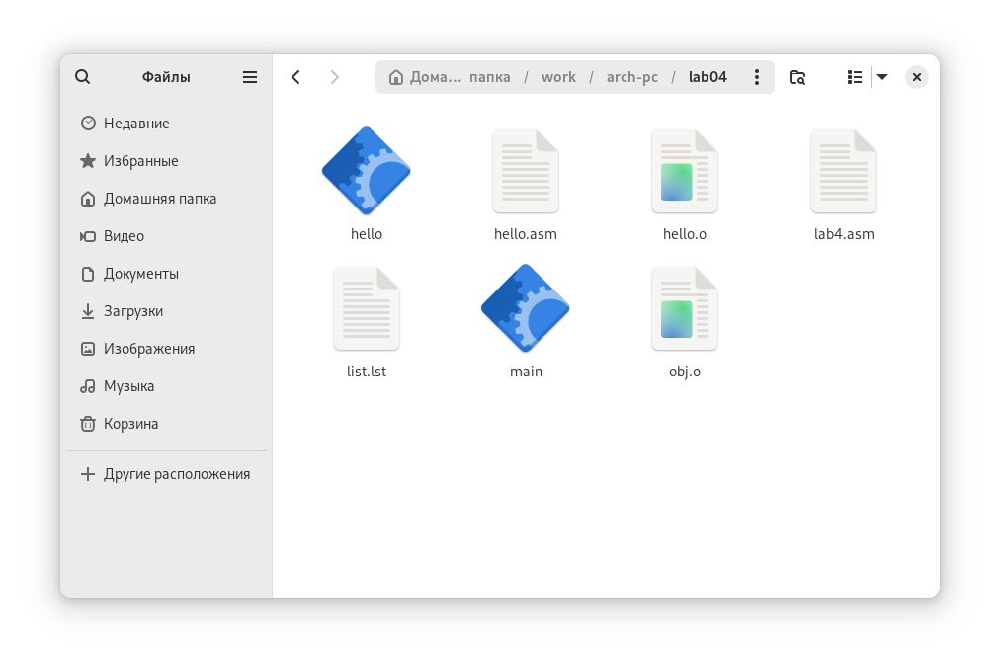 Файлы
Дома... папка / work / arch-pc / lab04
Недавние
Избранные
Домашняя папка
Видео
Документы
Загрузки
Изображения
Музыка
Корзина
Другие расположения
hello
hello.asm
hello.o
lab4.asm
list.lst
main
obj.o